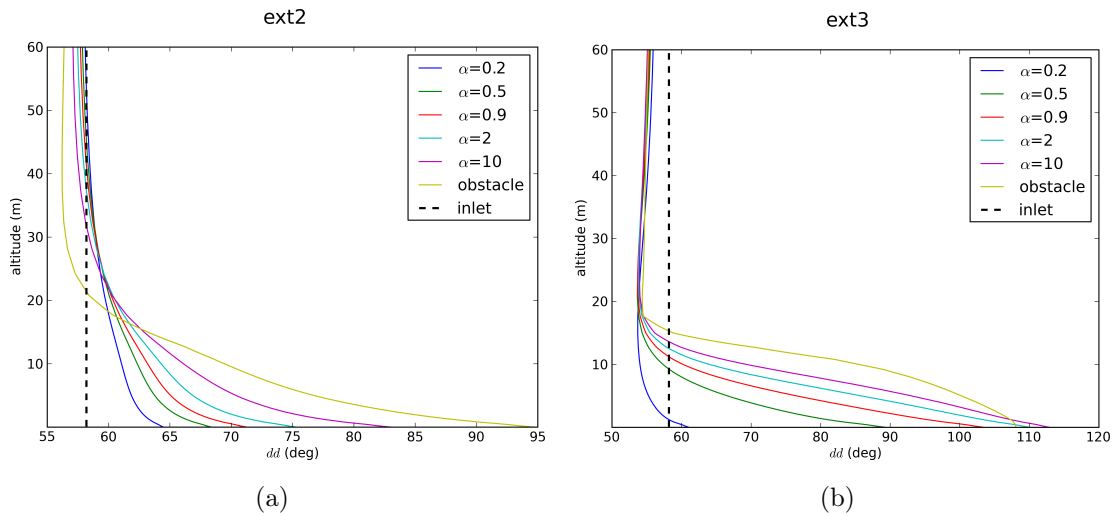 ext2
60
50
40
30
20
10
altitude (m)
55 60 65 70 75 80 85 90 95
dd (deg)
α=0.2
α=0.5
α=0.9
α=2
α=10
obstacle
inlet
(a)
ext3
60
50
40
30
20
10
altitude (m)
50 60 70 80 90 100 110 120
dd (deg)
α=0.2
α=0.5
α=0.9
α=2
α=10
obstacle
inlet
(b)